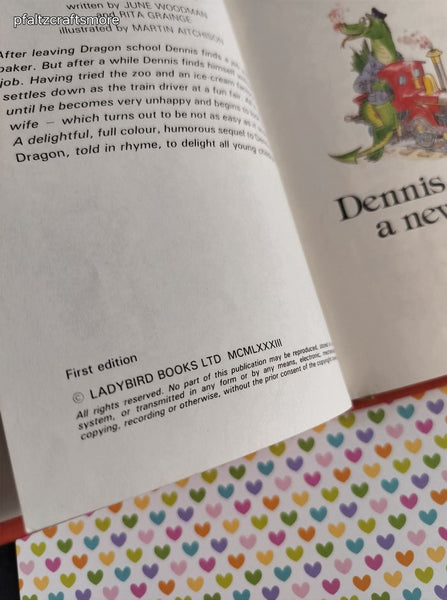 pfaltzcraftsmore
written by JUNE WOODMAN
and RITA GRAINGE
illustrated by MARTIN AITCHISON
After leaving Dragon school Dennis finds a
baker. But after a while Dennis finds himself
job. Having tried the zoo and an ice cream
settles down as the train driver at a fun fair.
until he becomes very unhappy and begins to
wife – which turns out to be not as easy as it
A delightful, full colour, humorous sequel to
Dragon, told in rhyme, to delight all young
First edition
© LADYBIRD BOOKS LTD MCMLXXXIII
All rights reserved. No part of this publication may be reproduced, stored in a
system, or transmitted in any form or by any means, electronic,
copying, recording or otherwise, without the prior consent of the copyright
Dennis
a new